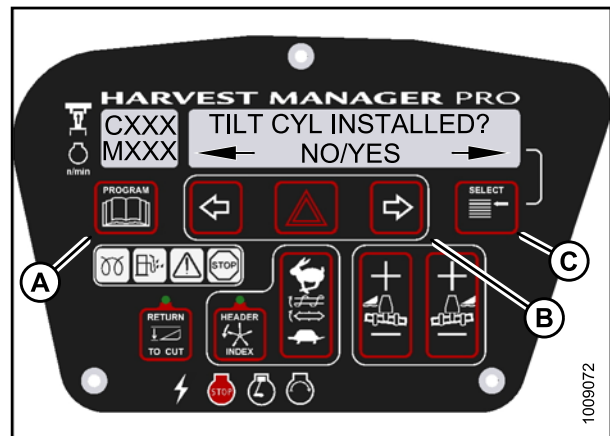 HARVEST MANAGER PRO
CXXX
MXXX
TILT CYL INSTALLED?
NO/YES
n/min
PROGRAM
SELECT
A
C
B
STOP
RETURN
TO CUT
HEADER
INDEX
STOP
1009072